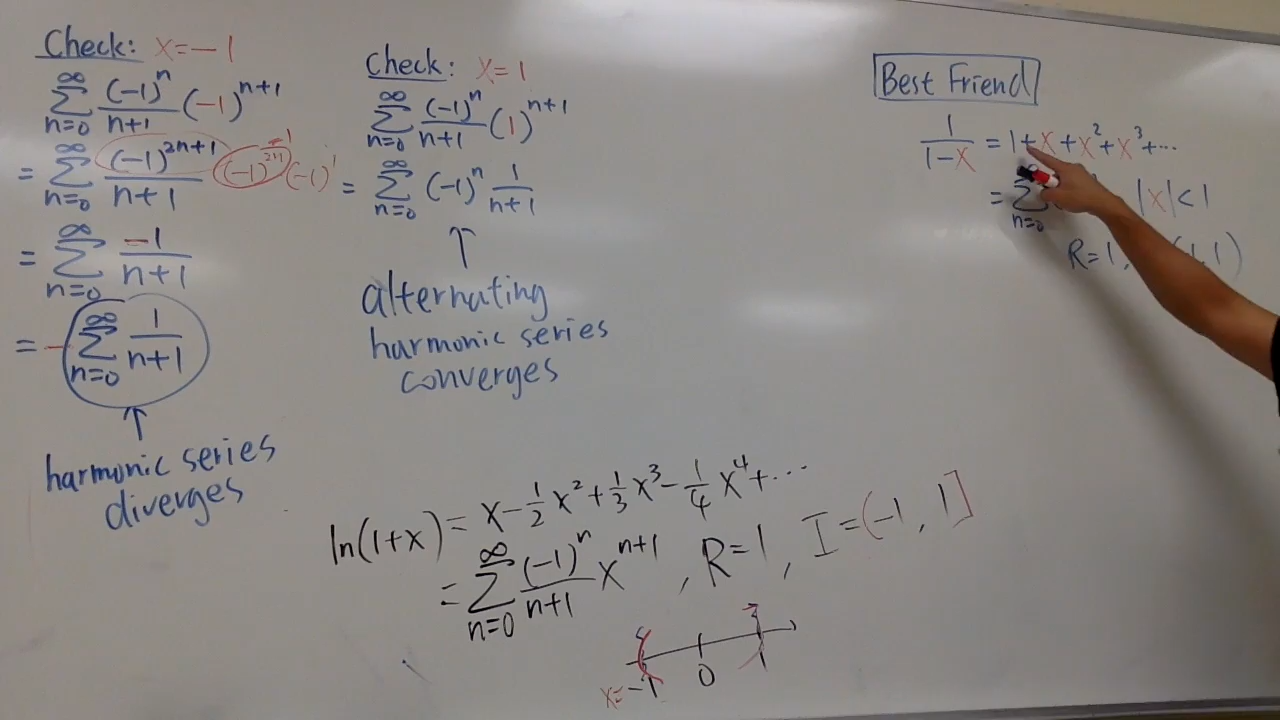 Check: x=-1
∑_{n=0}^{∞} (-1)^n/(n+1) (-1)^{n+1}
= ∑_{n=0}^{∞} (-1)^{2n+1}/(n+1) (-1)^{2n} (-1)^1
-1
= ∑_{n=0}^{∞} -1/(n+1)
= -∑_{n=0}^{∞} 1/(n+1)
↑
harmonic series
diverges
Check: x=1
∑_{n=0}^{∞} (-1)^n/(n+1) (1)^{n+1}
= ∑_{n=0}^{∞} (-1)^n 1/(n+1)
↑
alternating
harmonic series
converges
Best Friend
1/(1-x) = 1+x+x^2+x^3+...
= ∑_{n=0} |x|<1
R=1, 1)
ln(1+x) = x - 1/2 x^2 + 1/3 x^3 - 1/4 x^4 + ...
= ∑_{n=0}^{∞} (-1)^n/(n+1) x^{n+1}, R=1, I=(-1, 1]
x=-1 0 1